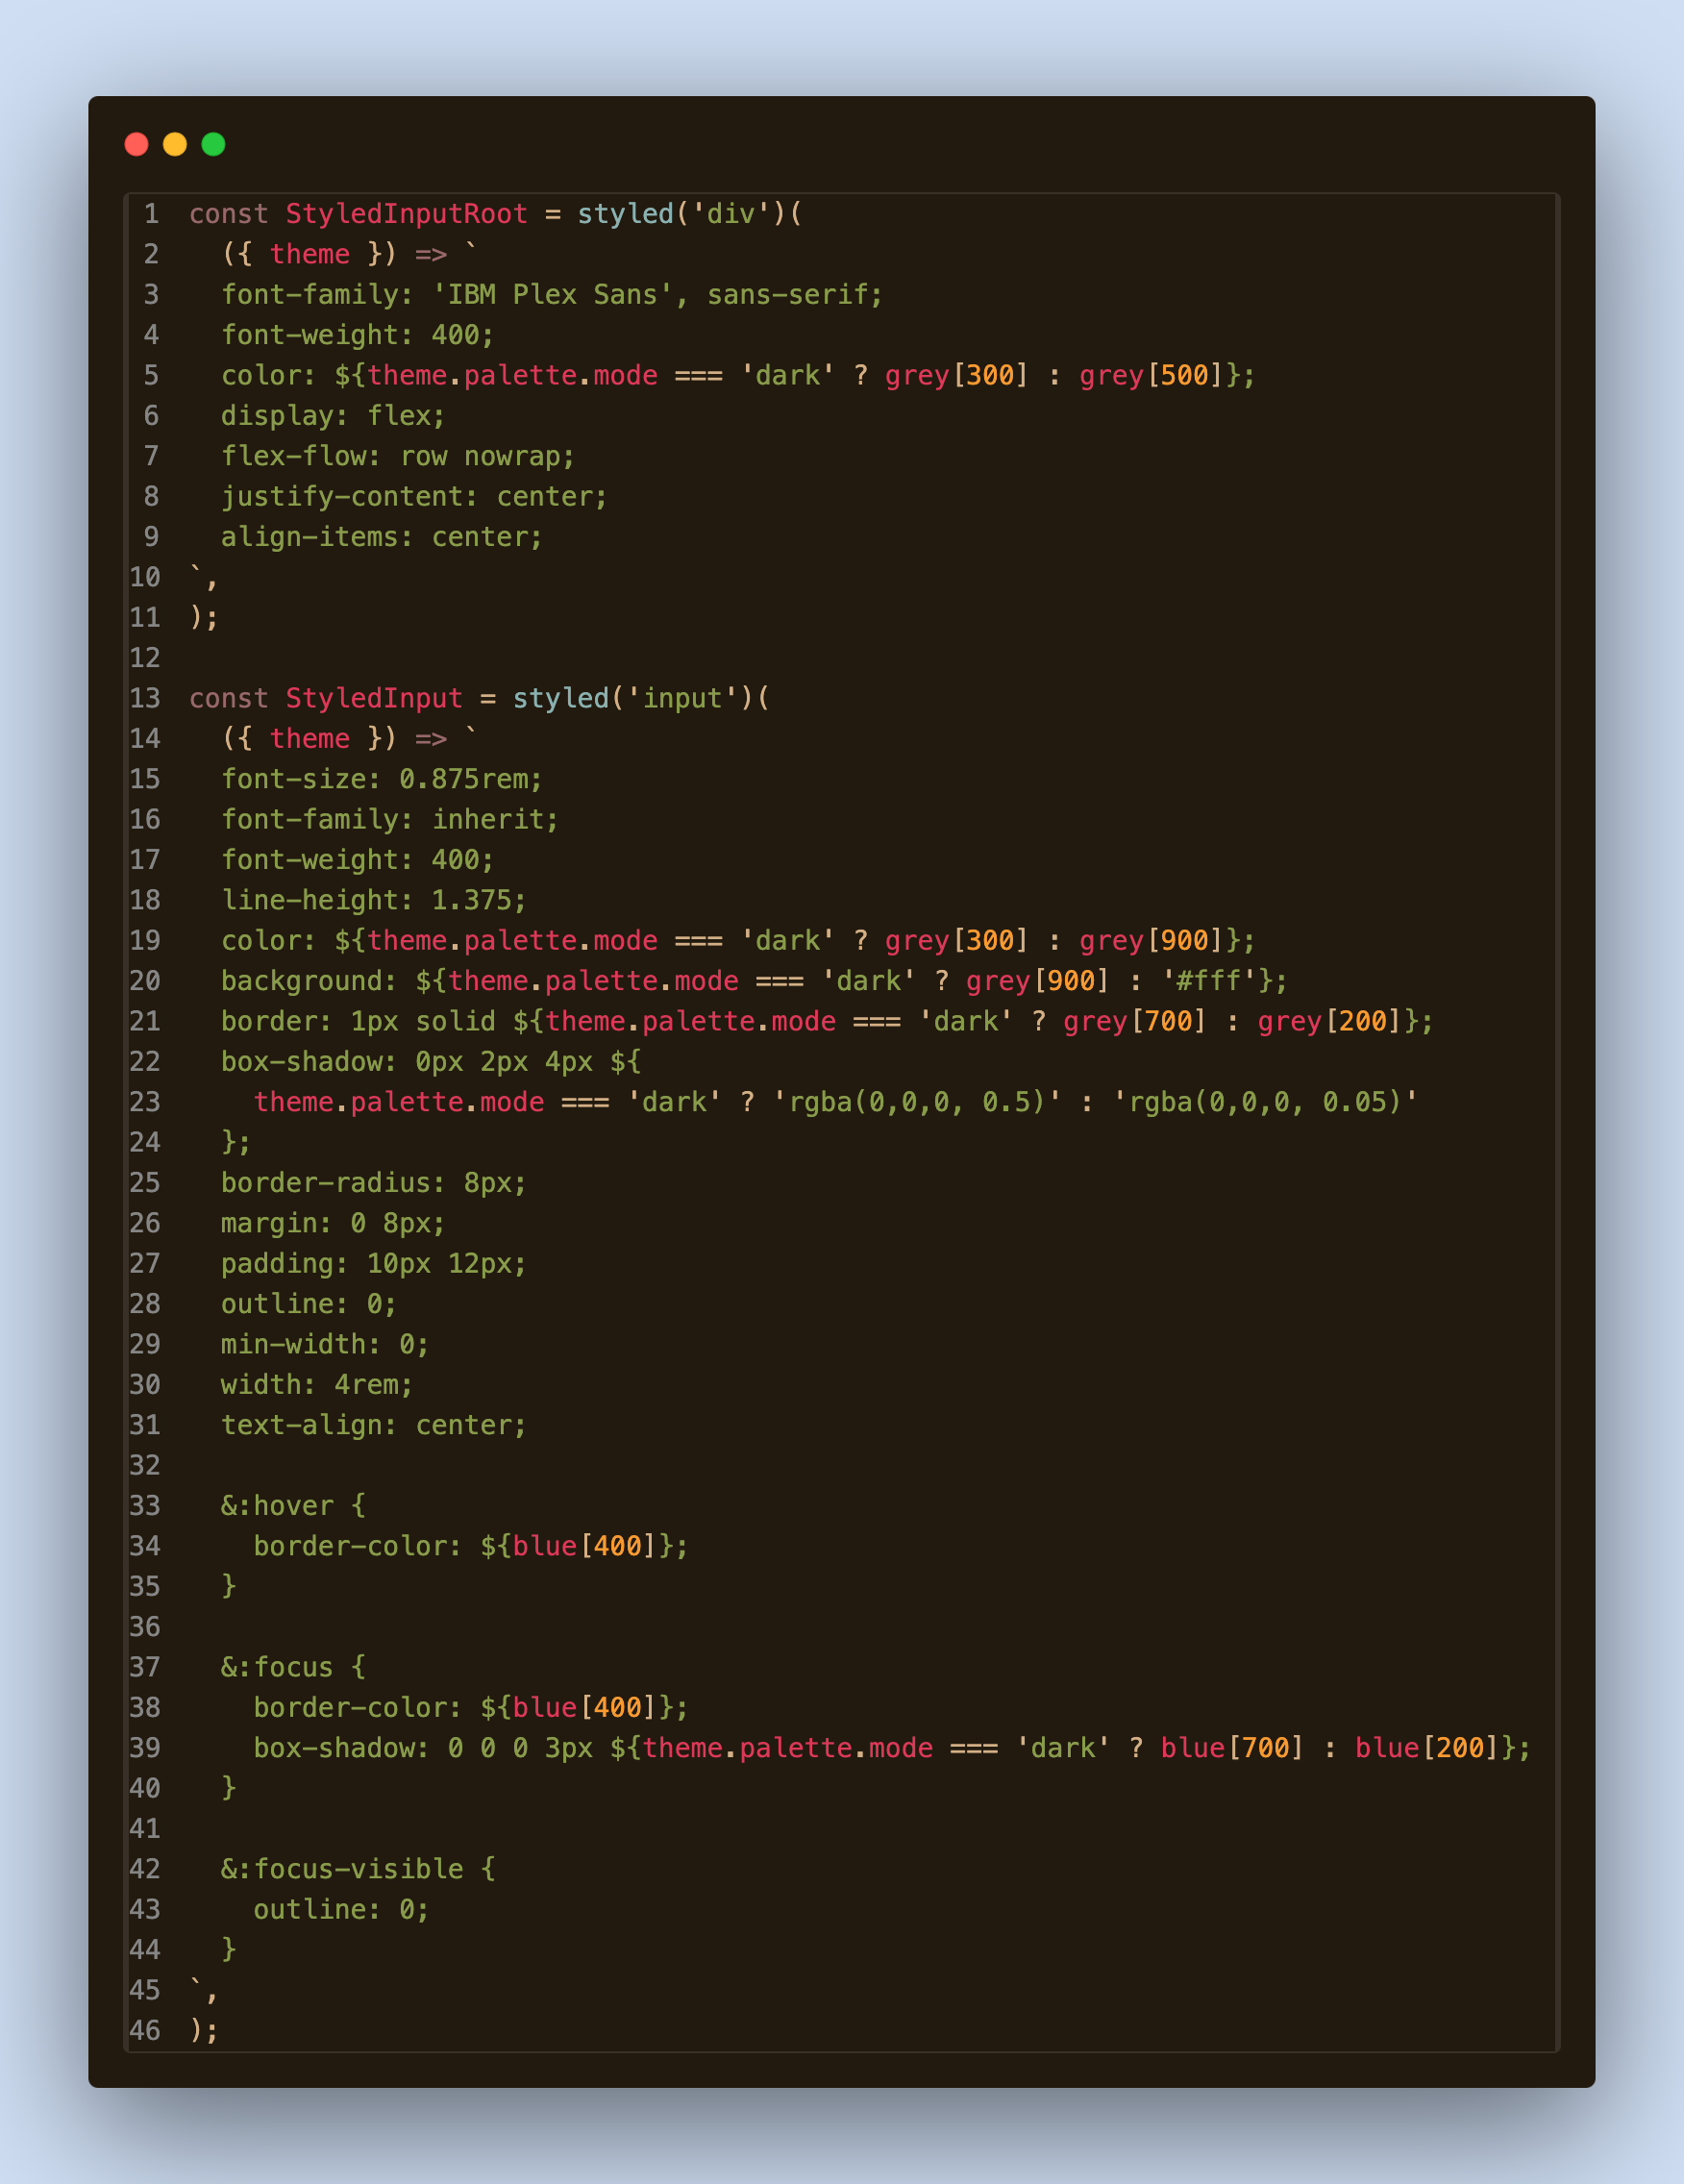 1 const StyledInputRoot = styled('div')(
2   ({ theme }) => `
3   font-family: 'IBM Plex Sans', sans-serif;
4   font-weight: 400;
5   color: ${theme.palette.mode === 'dark' ? grey[300] : grey[500]};
6   display: flex;
7   flex-flow: row nowrap;
8   justify-content: center;
9   align-items: center;
10 `,
11 );
12
13 const StyledInput = styled('input')(
14   ({ theme }) => `
15   font-size: 0.875rem;
16   font-family: inherit;
17   font-weight: 400;
18   line-height: 1.375;
19   color: ${theme.palette.mode === 'dark' ? grey[300] : grey[900]};
20   background: ${theme.palette.mode === 'dark' ? grey[900] : '#fff'};
21   border: 1px solid ${theme.palette.mode === 'dark' ? grey[700] : grey[200]};
22   box-shadow: 0px 2px 4px ${
23     theme.palette.mode === 'dark' ? 'rgba(0,0,0, 0.5)' : 'rgba(0,0,0, 0.05)'
24   };
25   border-radius: 8px;
26   margin: 0 8px;
27   padding: 10px 12px;
28   outline: 0;
29   min-width: 0;
30   width: 4rem;
31   text-align: center;
32
33   &:hover {
34     border-color: ${blue[400]};
35   }
36
37   &:focus {
38     border-color: ${blue[400]};
39     box-shadow: 0 0 0 3px ${theme.palette.mode === 'dark' ? blue[700] : blue[200]};
40   }
41
42   &:focus-visible {
43     outline: 0;
44   }
45 `,
46 );